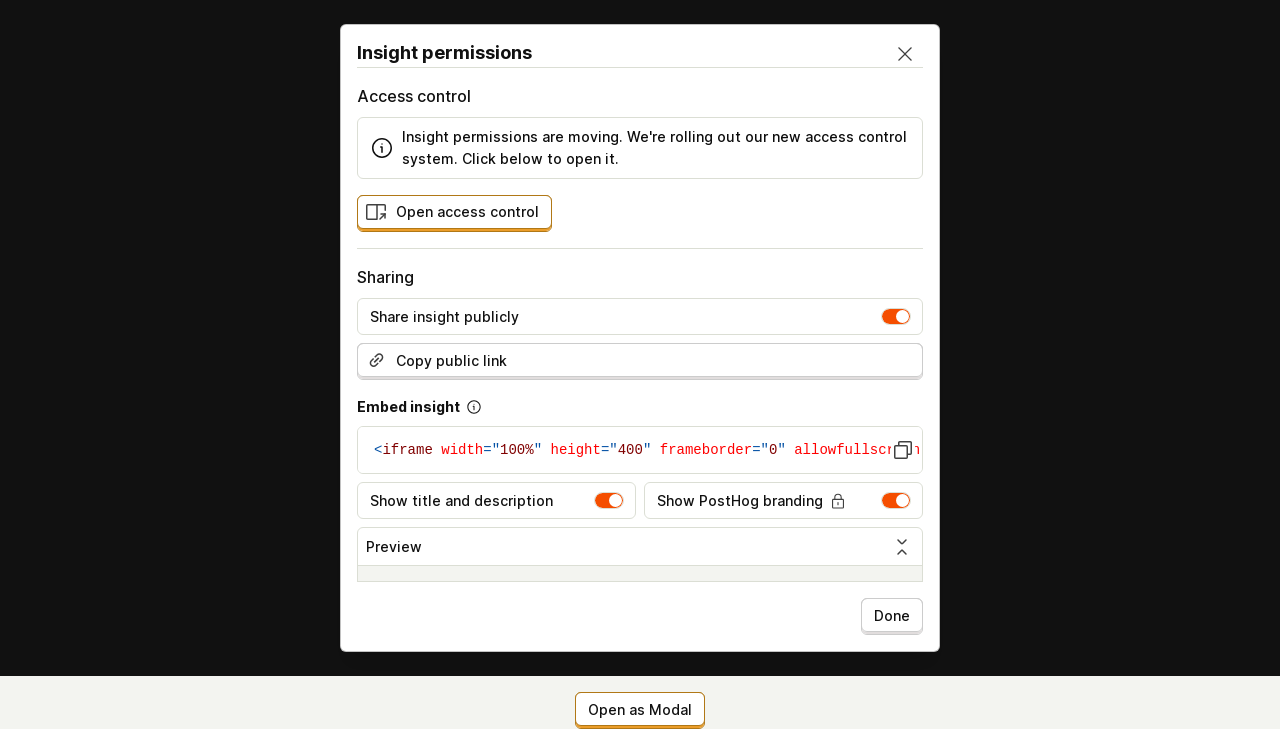 Insight permissions
Access control
Insight permissions are moving. We're rolling out our new access control
system. Click below to open it.
Open access control
Sharing
Share insight publicly
Copy public link
Embed insight
<iframe width="100%" height="400" frameborder="0"
Show title and description
Show PostHog branding
Preview
Done
Open as Modal